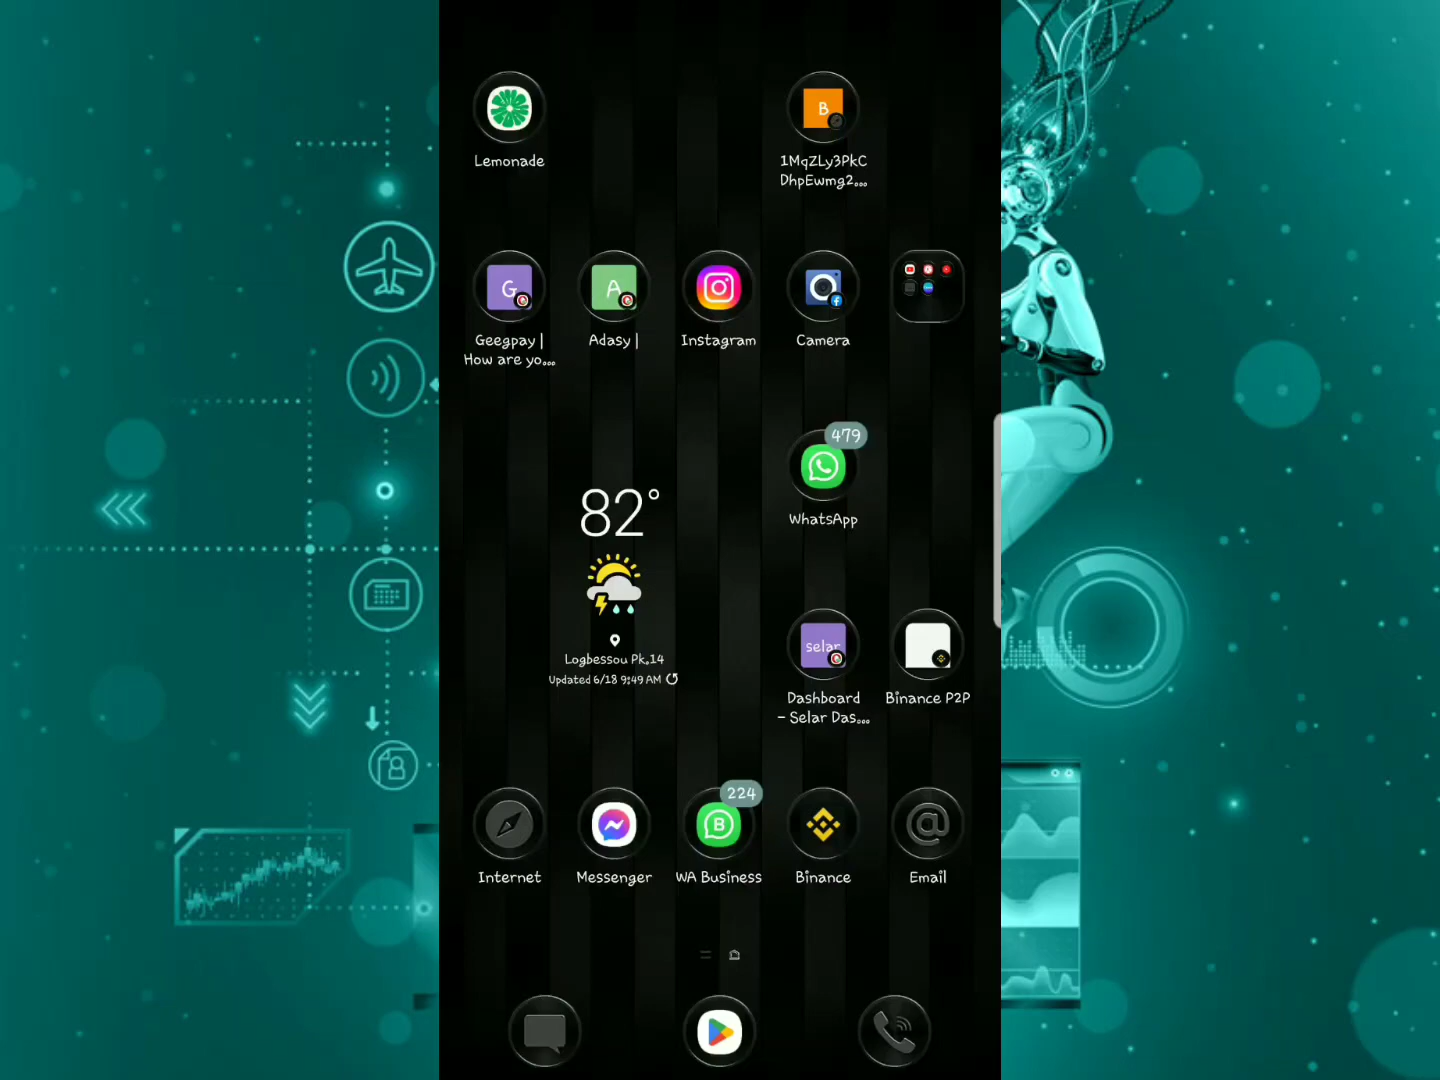 Lemonade
B
1MqZLy3PkC
DhpEwmg2...
G
Geegpay |
How are yo...
A
Adasy |
Instagram
Camera
479
WhatsApp
82°
Logbessou Pk.14
Updated 6/18 9:49 AM
selar
Dashboard
- Selar Das...
Binance P2P
Internet
Messenger
224
B
WA Business
Binance
@
Email